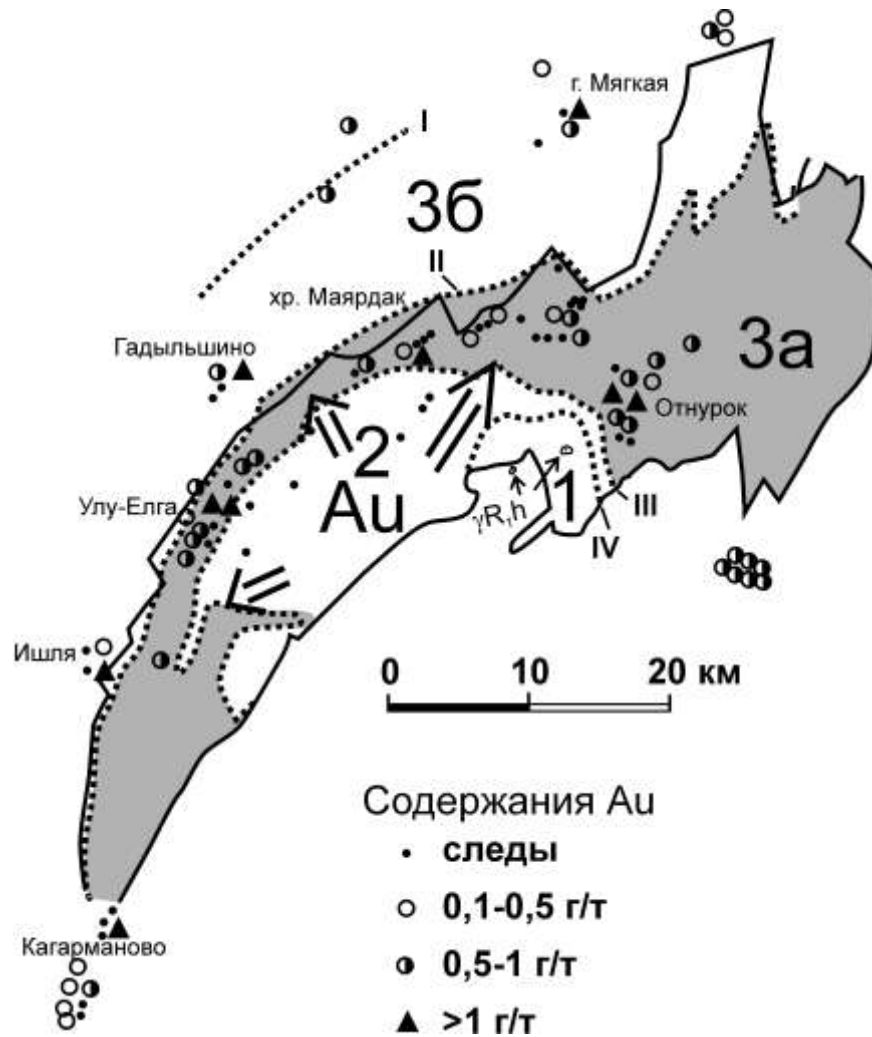 г. Мягкая
I
3б
II
хр. Маярдак
Гадыльшино
3а
Отнурок
2
Au
Улу-Елга
γR₁h
1
III
IV
Ишля
0 10 20 км
Содержания Au
следы
0,1-0,5 г/т
0,5-1 г/т
>1 г/т
Кагарманово